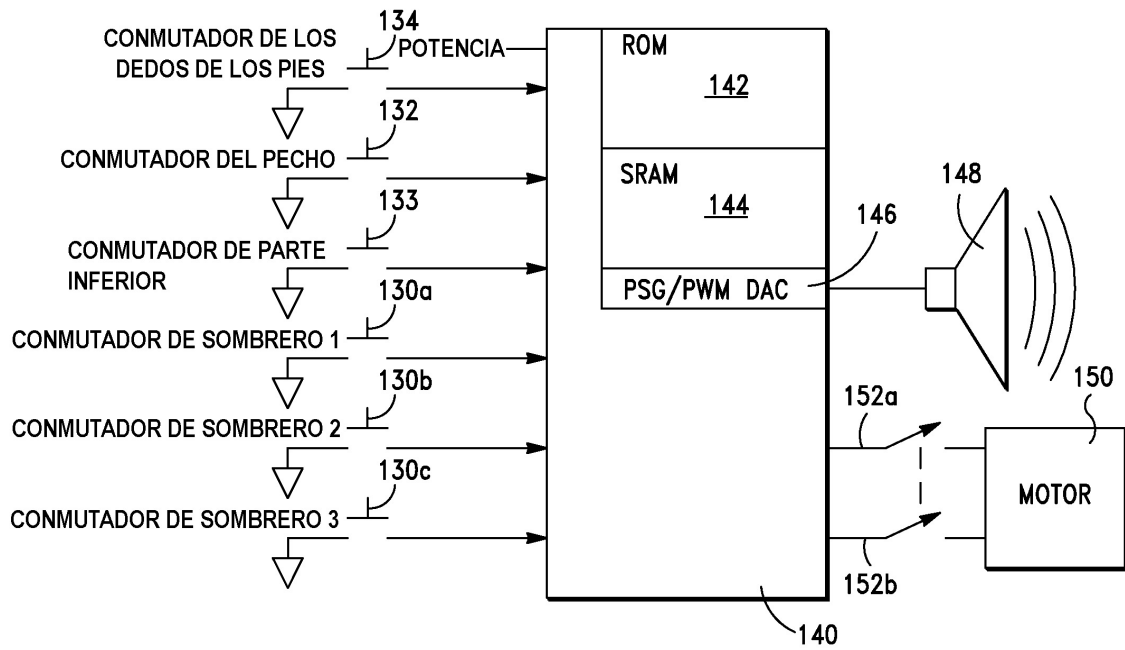 CONMUTADOR DE LOS
DEDOS DE LOS PIES
134
POTENCIA
CONMUTADOR DEL PECHO
132
CONMUTADOR DE PARTE
INFERIOR
133
CONMUTADOR DE SOMBRERO 1
130a
CONMUTADOR DE SOMBRERO 2
130b
CONMUTADOR DE SOMBRERO 3
130c
ROM
142
SRAM
144
PSG/PWM DAC
146
148
152a
152b
150
MOTOR
140